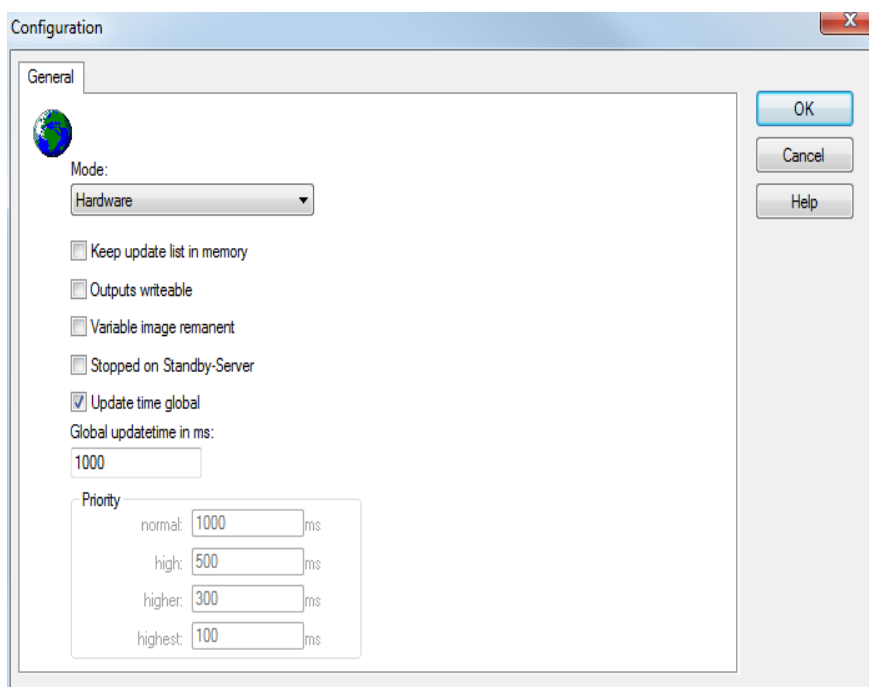 Configuration
X
General
OK
Cancel
Help
Mode:
Hardware
Keep update list in memory
Outputs writeable
Variable image remanent
Stopped on Standby-Server
Update time global
Global updatetime in ms:
1000
Priority
normal: 1000 ms
high: 500 ms
higher: 300 ms
highest: 100 ms